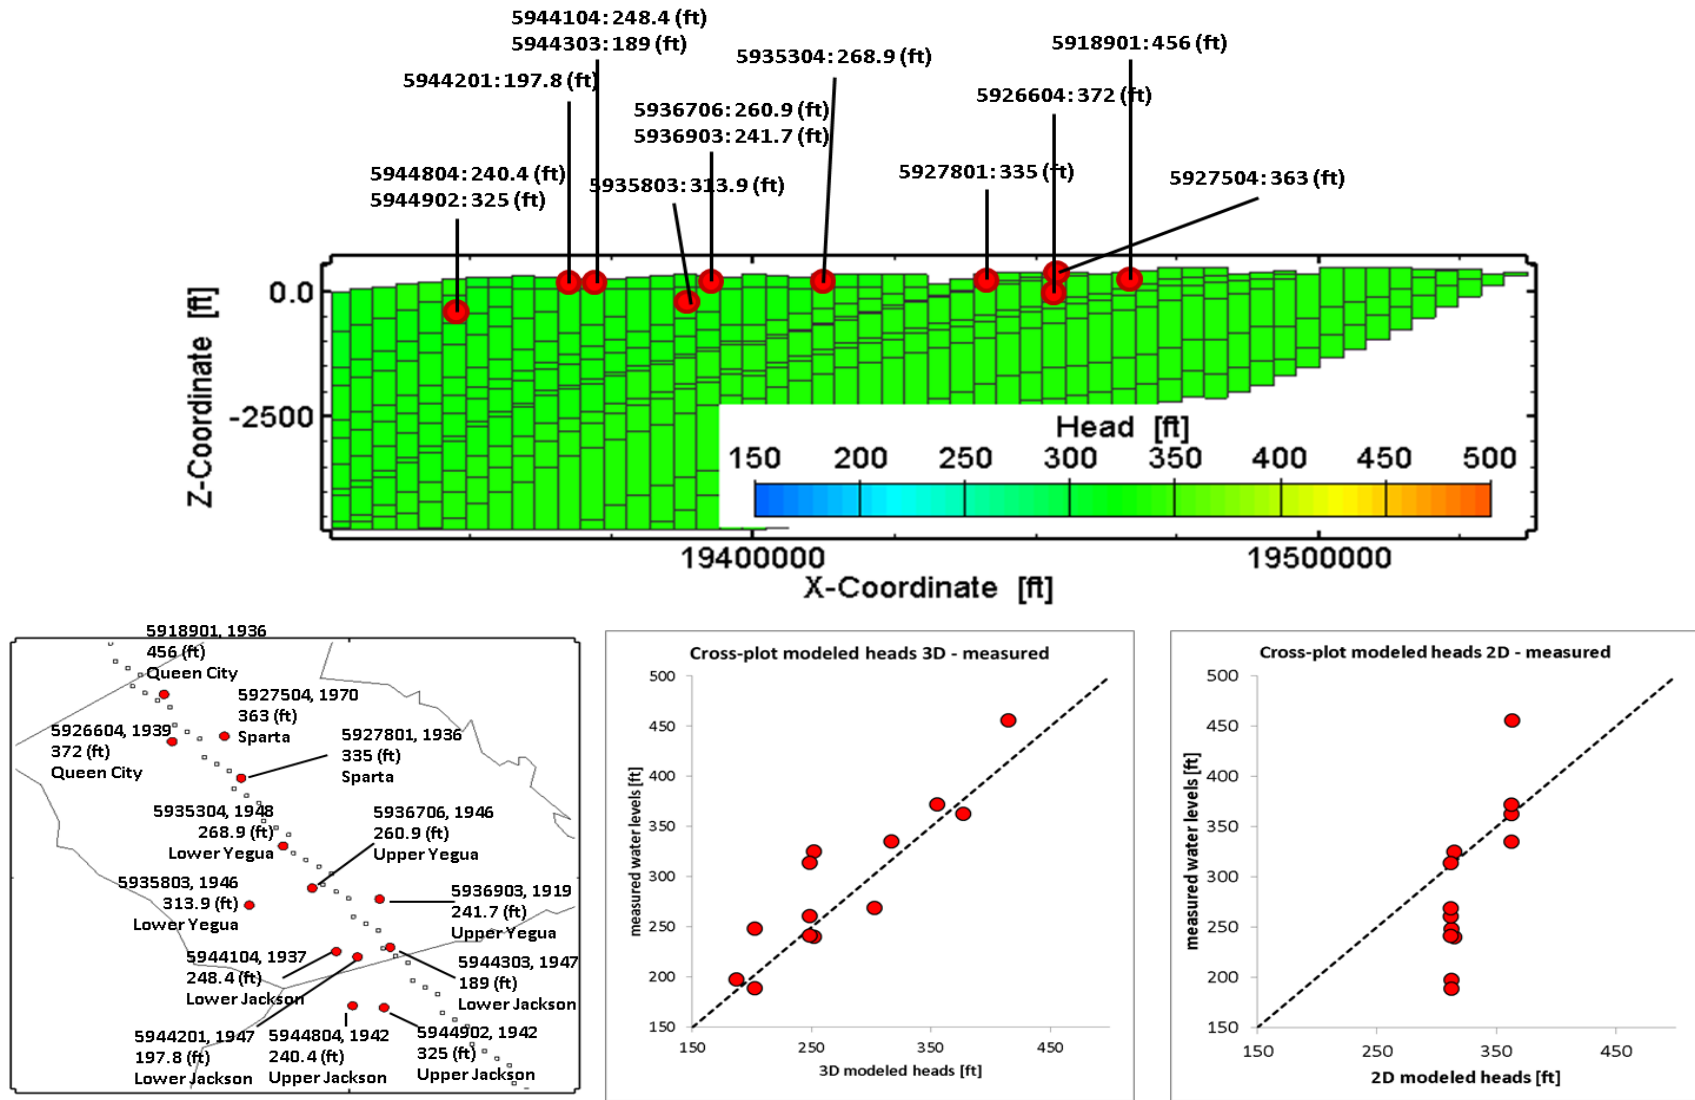 5944104:248.4 (ft)
5944303:189 (ft)
5944201:197.8 (ft)
5935304:268.9 (ft)
5918901:456 (ft)
5936706:260.9 (ft)
5936903:241.7 (ft)
5926604:372 (ft)
5944804:240.4 (ft)
5944902:325 (ft)
5935803:313.9 (ft)
5927801:335 (ft)
5927504:363 (ft)
Z-Coordinate [ft]
0.0
-2500
Head [ft]
150 200 250 300 350 400 450 500
19400000 19500000
X-Coordinate [ft]
5918901, 1936
456 (ft)
Queen City
5927504, 1970
363 (ft)
Sparta
5926604, 1939
372 (ft)
Queen City
5927801, 1936
335 (ft)
Sparta
5935304, 1948
268.9 (ft)
Lower Yegua
5936706, 1946
260.9 (ft)
Upper Yegua
5935803, 1946
313.9 (ft)
Lower Yegua
5936903, 1919
241.7 (ft)
Upper Yegua
5944104, 1937
248.4 (ft)
Lower Jackson
5944303, 1947
189 (ft)
Lower Jackson
5944201, 1947
197.8 (ft)
Lower Jackson
5944804, 1942
240.4 (ft)
Upper Jackson
5944902, 1942
325 (ft)
Upper Jackson
Cross-plot modeled heads 3D - measured
measured water levels [ft]
500
450
400
350
300
250
200
150
150 250 350 450
3D modeled heads [ft]
Cross-plot modeled heads 2D - measured
measured water levels [ft]
500
450
400
350
300
250
200
150
150 250 350 450
2D modeled heads [ft]